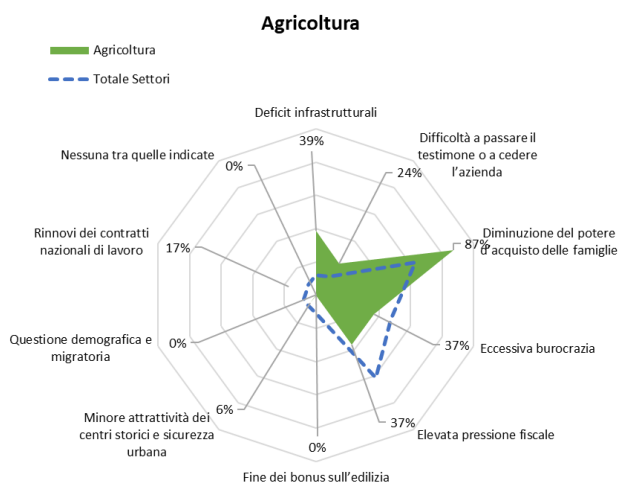 Agricoltura
Agricoltura
Totale Settori
Deficit infrastrutturali
39%
Difficoltà a passare il
testimone o a cedere
l'azienda
24%
Diminuzione del potere
d'acquisto delle famiglie
87%
Eccessiva burocrazia
37%
Elevata pressione fiscale
37%
Fine dei bonus sull'edilizia
0%
Minore attrattività dei
centri storici e sicurezza
urbana
6%
Questione demografica e
migratoria
0%
Rinnovi dei contratti
nazionali di lavoro
17%
Nessuna tra quelle indicate
0%